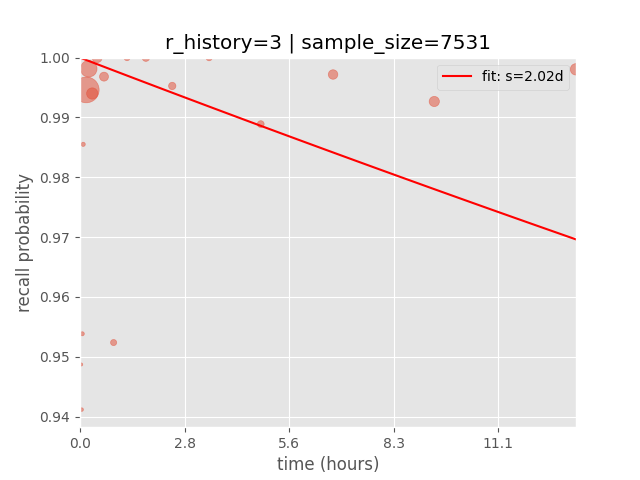 r_history=3 | sample_size=7531
fit: s=2.02d
1.00
0.99
0.98
0.97
0.96
0.95
0.94
recall probability
0.0 2.8 5.6 8.3 11.1
time (hours)